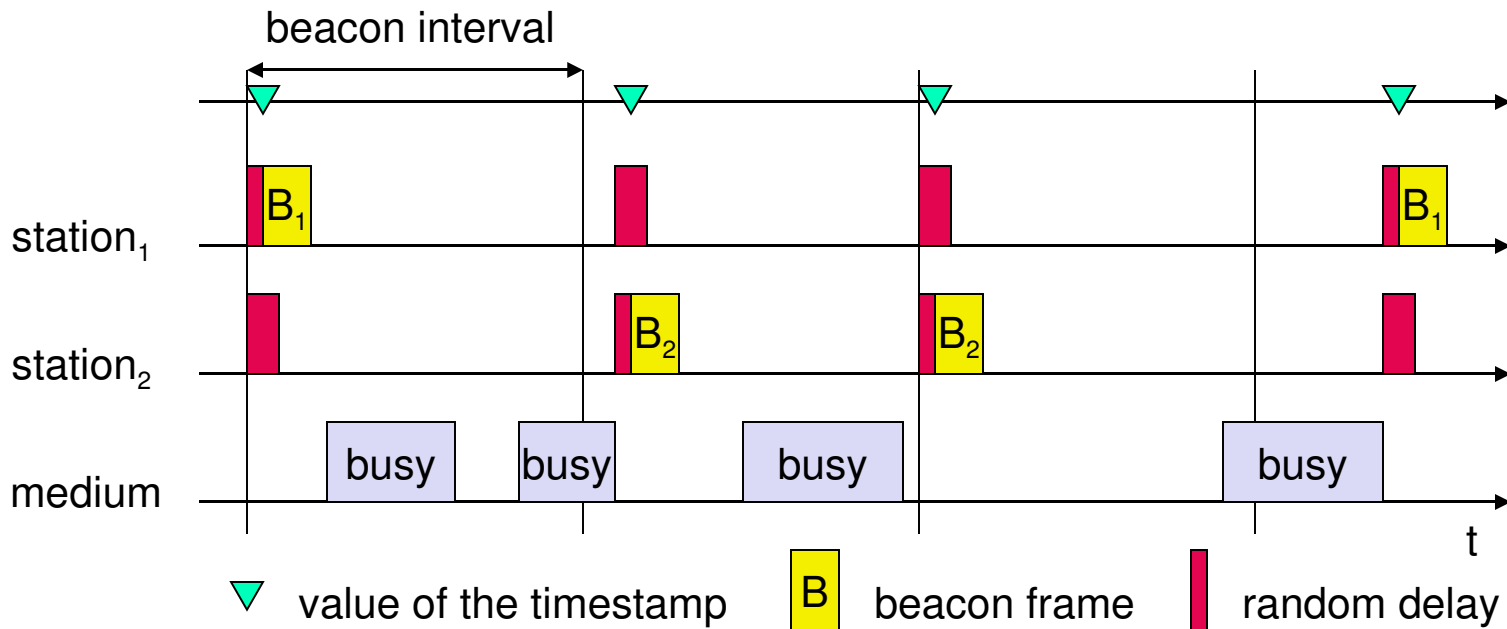 beacon interval
station₁ B₁ B₁
station₂ B₂ B₂
medium busy busy busy busy
t
value of the timestamp B beacon frame random delay